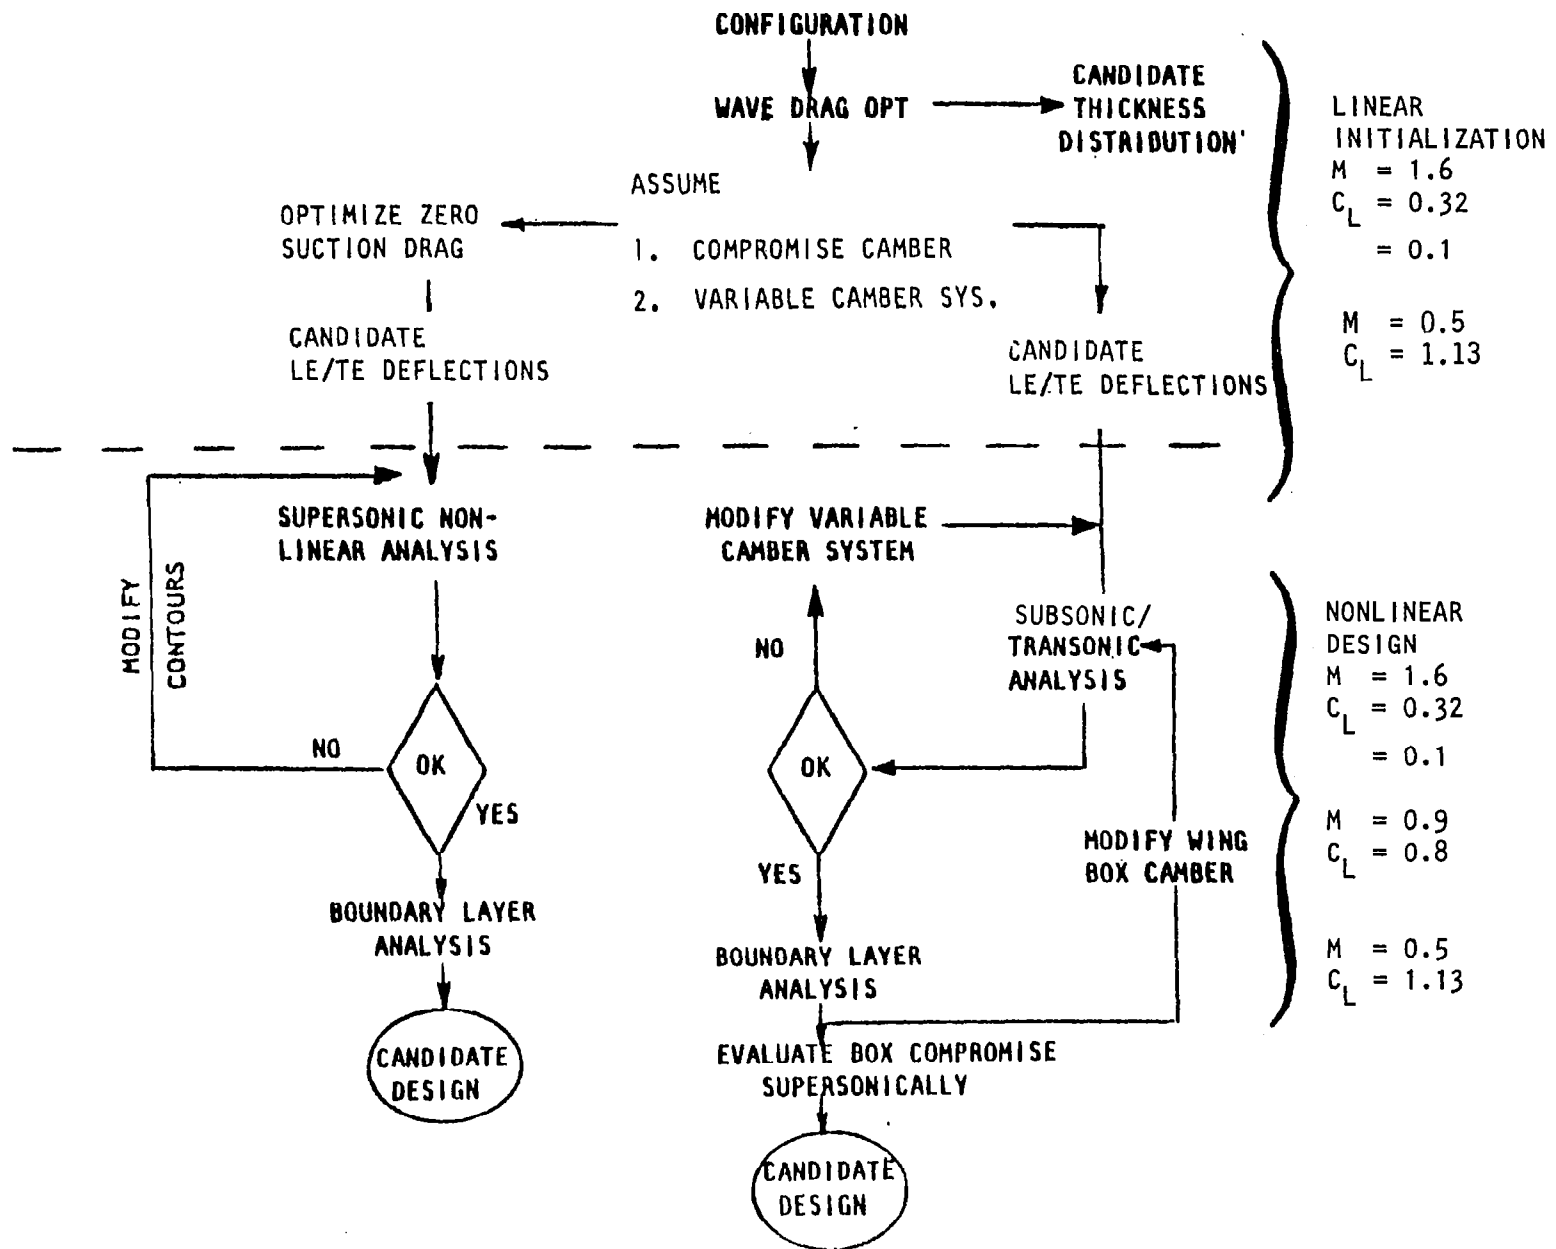 CONFIGURATION
WAVE DRAG OPT
CANDIDATE
THICKNESS
DISTRIBUTION'
ASSUME
1. COMPROMISE CAMBER
2. VARIABLE CAMBER SYS.
OPTIMIZE ZERO
SUCTION DRAG
CANDIDATE
LE/TE DEFLECTIONS
CANDIDATE
LE/TE DEFLECTIONS
LINEAR
INITIALIZATION
M = 1.6
C_L = 0.32
= 0.1
M = 0.5
C_L = 1.13
SUPERSONIC NON-
LINEAR ANALYSIS
MODIFY
CONTOURS
NO
OK
YES
BOUNDARY LAYER
ANALYSIS
CANDIDATE
DESIGN
MODIFY VARIABLE
CAMBER SYSTEM
NO
SUBSONIC/
TRANSONIC
ANALYSIS
OK
YES
MODIFY WING
BOX CAMBER
BOUNDARY LAYER
ANALYSIS
EVALUATE BOX COMPROMISE
SUPERSONICALLY
CANDIDATE
DESIGN
NONLINEAR
DESIGN
M = 1.6
C_L = 0.32
= 0.1
M = 0.9
C_L = 0.8
M = 0.5
C_L = 1.13